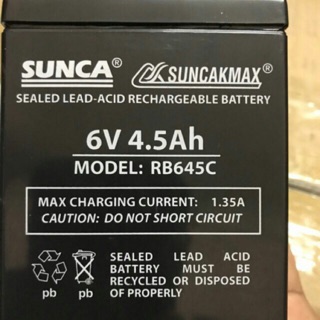 SUNCA® SUNCAKMAX®
SEALED LEAD-ACID RECHARGEABLE BATTERY
6V 4.5Ah
MODEL: RB645C
MAX CHARGING CURRENT: 1.35A
CAUTION: DO NOT SHORT CIRCUIT
SEALED LEAD ACID
BATTERY MUST BE
RECYCLED OR DISPOSED
OF PROPERLY
pb pb